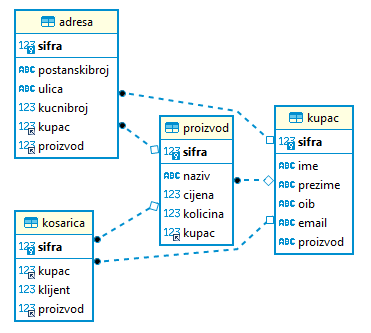 adresa
123 sifra
ABC postanskibroj
ABC ulica
123 kucnibroj
123 kupac
123 proizvod
proizvod
123 sifra
ABC naziv
123 cijena
123 kolicina
123 kupac
kupac
123 sifra
ABC ime
ABC prezime
ABC oib
ABC email
ABC proizvod
kosarica
123 sifra
123 kupac
123 klijent
123 proizvod